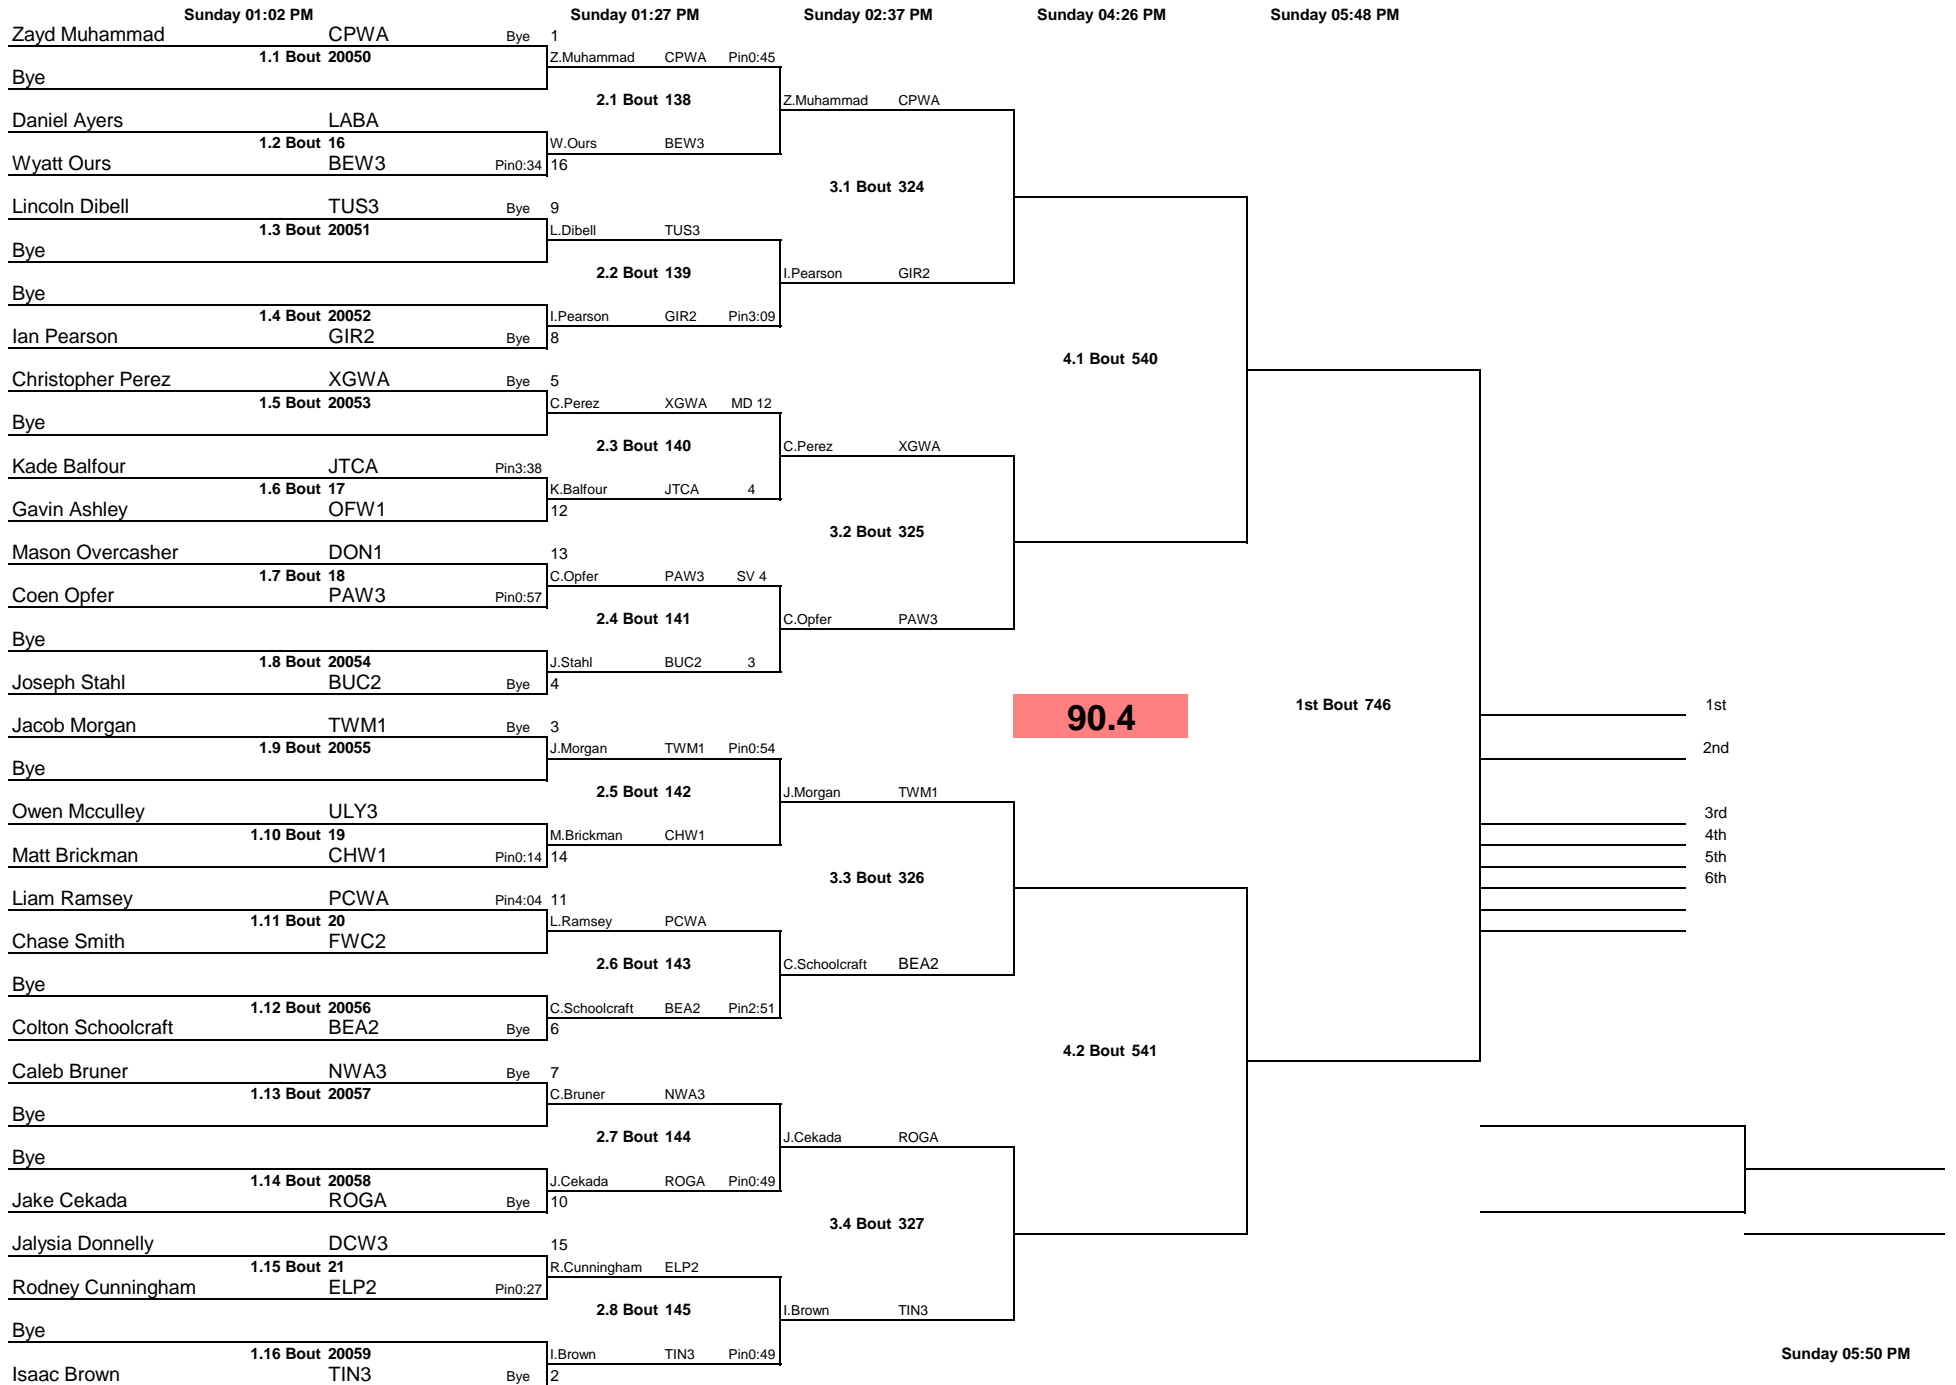 Sunday 01:02 PM Sunday 01:27 PM Sunday 02:37 PM Sunday 04:26 PM Sunday 05:48 PM
Zayd Muhammad CPWA Bye 1
1.1 Bout 20050 Z.Muhammad CPWA Pin0:45
Bye
2.1 Bout 138 Z.Muhammad CPWA
Daniel Ayers LABA
1.2 Bout 16 W.Ours BEW3
Wyatt Ours BEW3 Pin0:34 16
3.1 Bout 324
Lincoln Dibell TUS3 Bye 9
1.3 Bout 20051 L.Dibell TUS3
Bye
2.2 Bout 139 I.Pearson GIR2
Bye
1.4 Bout 20052 I.Pearson GIR2 Pin3:09
Ian Pearson GIR2 Bye 8
4.1 Bout 540
Christopher Perez XGWA Bye 5
1.5 Bout 20053 C.Perez XGWA MD 12
Bye
2.3 Bout 140 C.Perez XGWA
Kade Balfour JTCA Pin3:38
1.6 Bout 17 K.Balfour JTCA 4
Gavin Ashley OFW1 12
3.2 Bout 325
Mason Overcasher DON1 13
1.7 Bout 18 C.Opfer PAW3 SV 4
Coen Opfer PAW3 Pin0:57
2.4 Bout 141 C.Opfer PAW3
Bye
1.8 Bout 20054 J.Stahl BUC2 3
Joseph Stahl BUC2 Bye 4
90.4 1st Bout 746 1st
Jacob Morgan TWM1 Bye 3
1.9 Bout 20055 J.Morgan TWM1 Pin0:54 2nd
Bye
2.5 Bout 142 J.Morgan TWM1
Owen Mcculley ULY3 3rd
1.10 Bout 19 M.Brickman CHW1 4th
Matt Brickman CHW1 Pin0:14 14 5th
3.3 Bout 326 6th
Liam Ramsey PCWA Pin4:04 11
1.11 Bout 20 L.Ramsey PCWA
Chase Smith FWC2
2.6 Bout 143 C.Schoolcraft BEA2
Bye
1.12 Bout 20056 C.Schoolcraft BEA2 Pin2:51
Colton Schoolcraft BEA2 Bye 6
4.2 Bout 541
Caleb Bruner NWA3 Bye 7
1.13 Bout 20057 C.Bruner NWA3
Bye
2.7 Bout 144 J.Cekada ROGA
Bye
1.14 Bout 20058 J.Cekada ROGA Pin0:49
Jake Cekada ROGA Bye 10
3.4 Bout 327
Jalysia Donnelly DCW3 15
1.15 Bout 21 R.Cunningham ELP2
Rodney Cunningham ELP2 Pin0:27
2.8 Bout 145 I.Brown TIN3
Bye
1.16 Bout 20059 I.Brown TIN3 Pin0:49 Sunday 05:50 PM
Isaac Brown TIN3 Bye 2